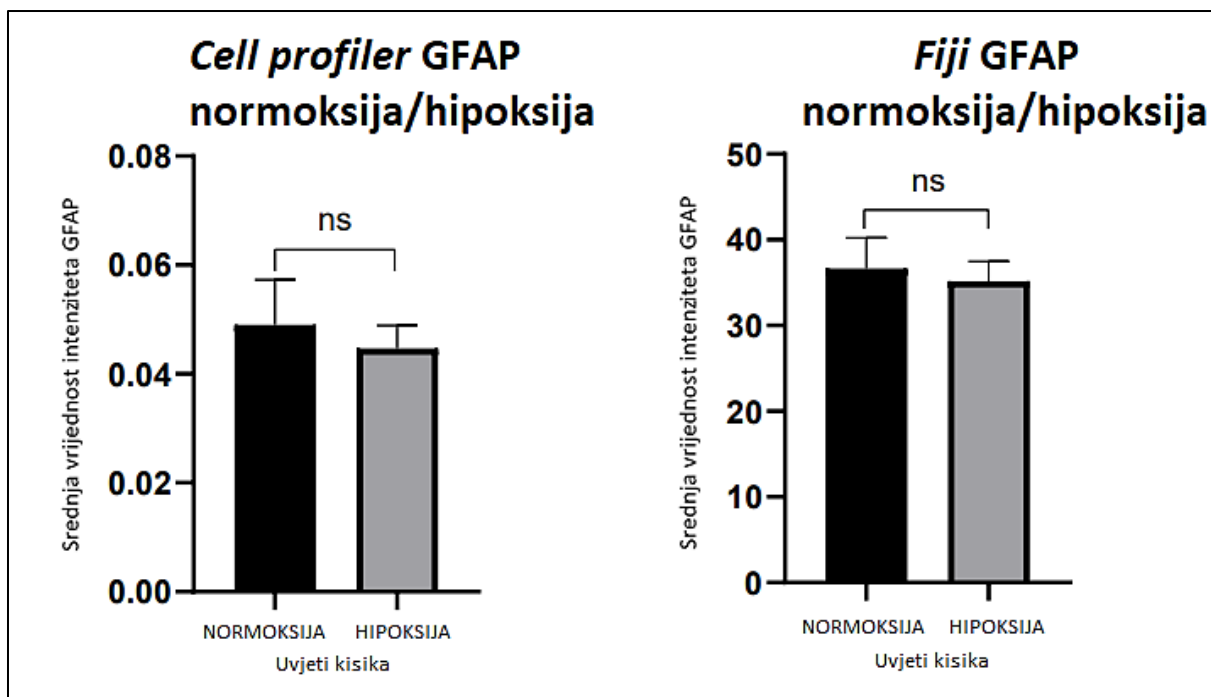 Cell profiler GFAP
normoksija/hipoksija
Srednja vrijednost intenziteta GFAP
0.08
0.06
0.04
0.02
0.00
ns
NORMOKSIJA HIPOKSIJA
Uvjeti kisika
Fiji GFAP
normoksija/hipoksija
Srednja vrijednost intenziteta GFAP
50
40
30
20
10
0
ns
NORMOKSIJA HIPOKSIJA
Uvjeti kisika